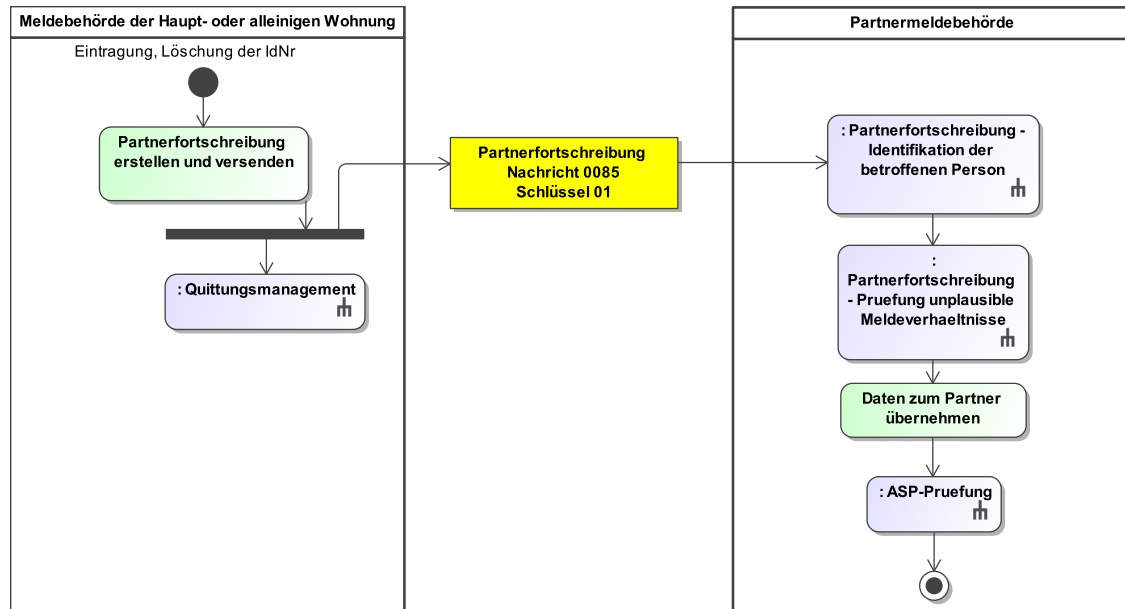 Meldebehörde der Haupt- oder alleinigen Wohnung
Eintragung, Löschung der IdNr
Partnerfortschreibung
erstellen und versenden
: Quittungsmanagement
Partnerfortschreibung
Nachricht 0085
Schlüssel 01
Partnermeldebehörde
: Partnerfortschreibung -
Identifikation der
betroffenen Person
:
Partnerfortschreibung
- Pruefung unplausible
Meldeverhaeltnisse
Daten zum Partner
übernehmen
: ASP-Pruefung